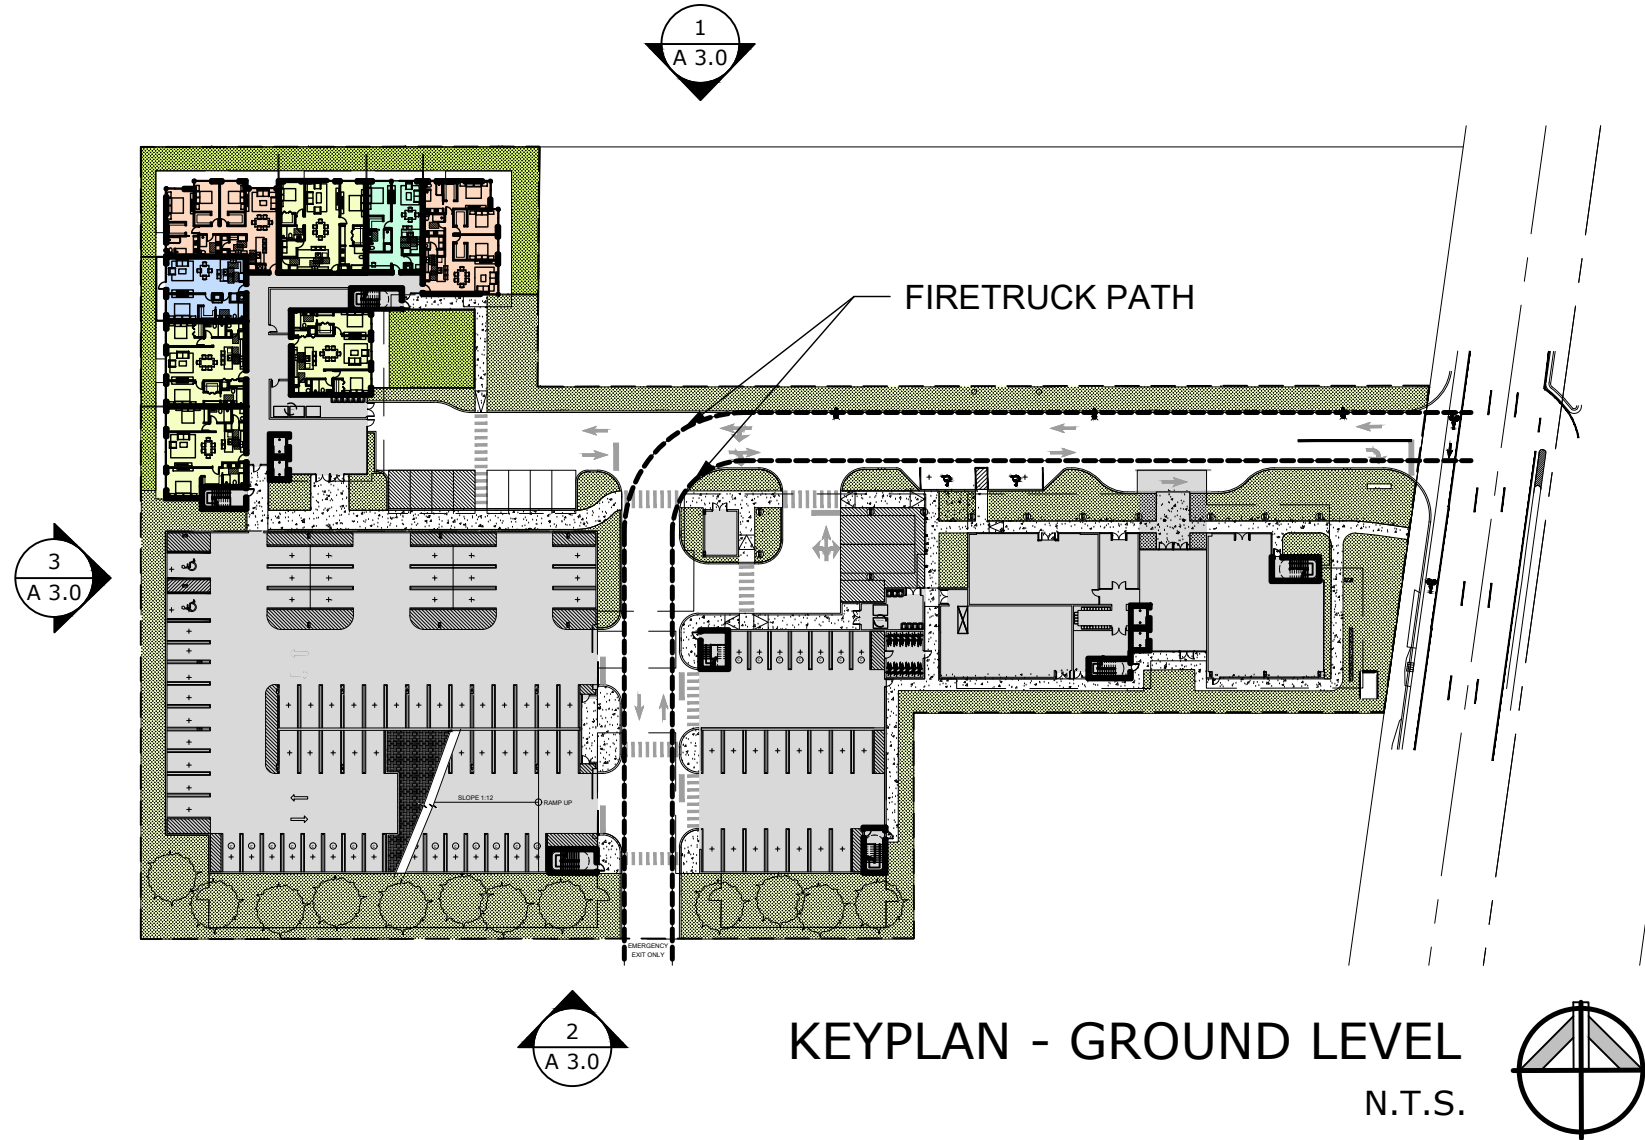 1
A 3.0
FIRETRUCK PATH
3
A 3.0
SLOPE 1:12
RAMP UP
EMERGENCY
EXIT ONLY
2
A 3.0
KEYPLAN - GROUND LEVEL
N.T.S.